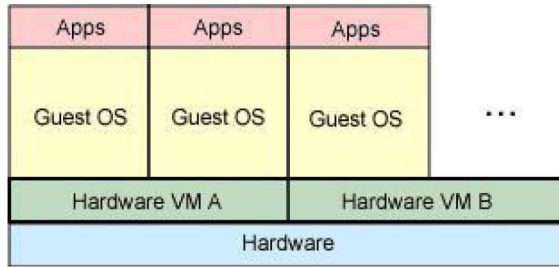 Apps Apps Apps
Guest OS Guest OS Guest OS ...
Hardware VM A Hardware VM B
Hardware